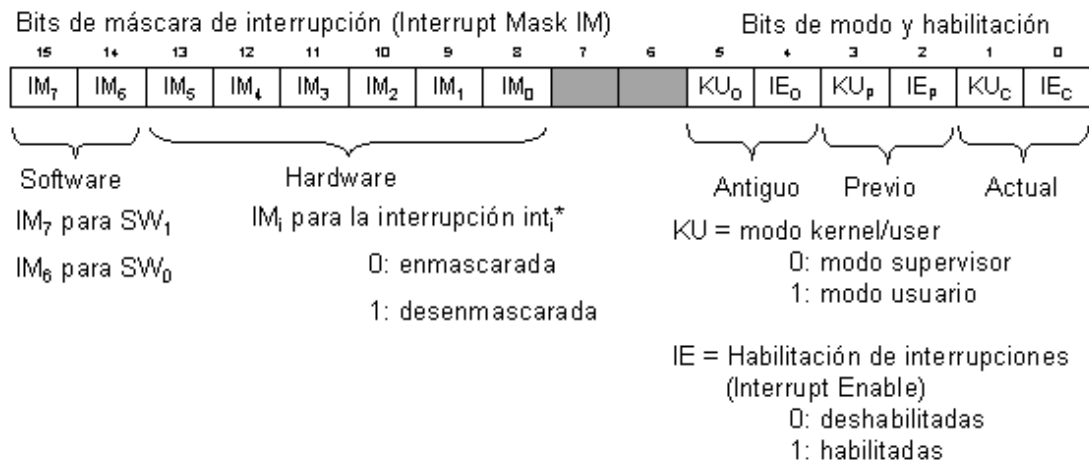 Bits de máscara de interrupción (Interrupt Mask IM) Bits de modo y habilitación
15 14 13 12 11 10 9 8 7 6 5 4 3 2 1 0
IM₇ IM₆ IM₅ IM₄ IM₃ IM₂ IM₁ IM₀ KU₀ IE₀ KUₚ IEₚ KU_C IE_C
Software Hardware Antiguo Previo Actual
IM₇ para SW₁ IMᵢ para la interrupción intᵢ* KU = modo kernel/user
IM₆ para SW₀ 0: enmascarada 0: modo supervisor
1: desenmascarada 1: modo usuario
IE = Habilitación de interrupciones
(Interrupt Enable)
0: deshabilitadas
1: habilitadas